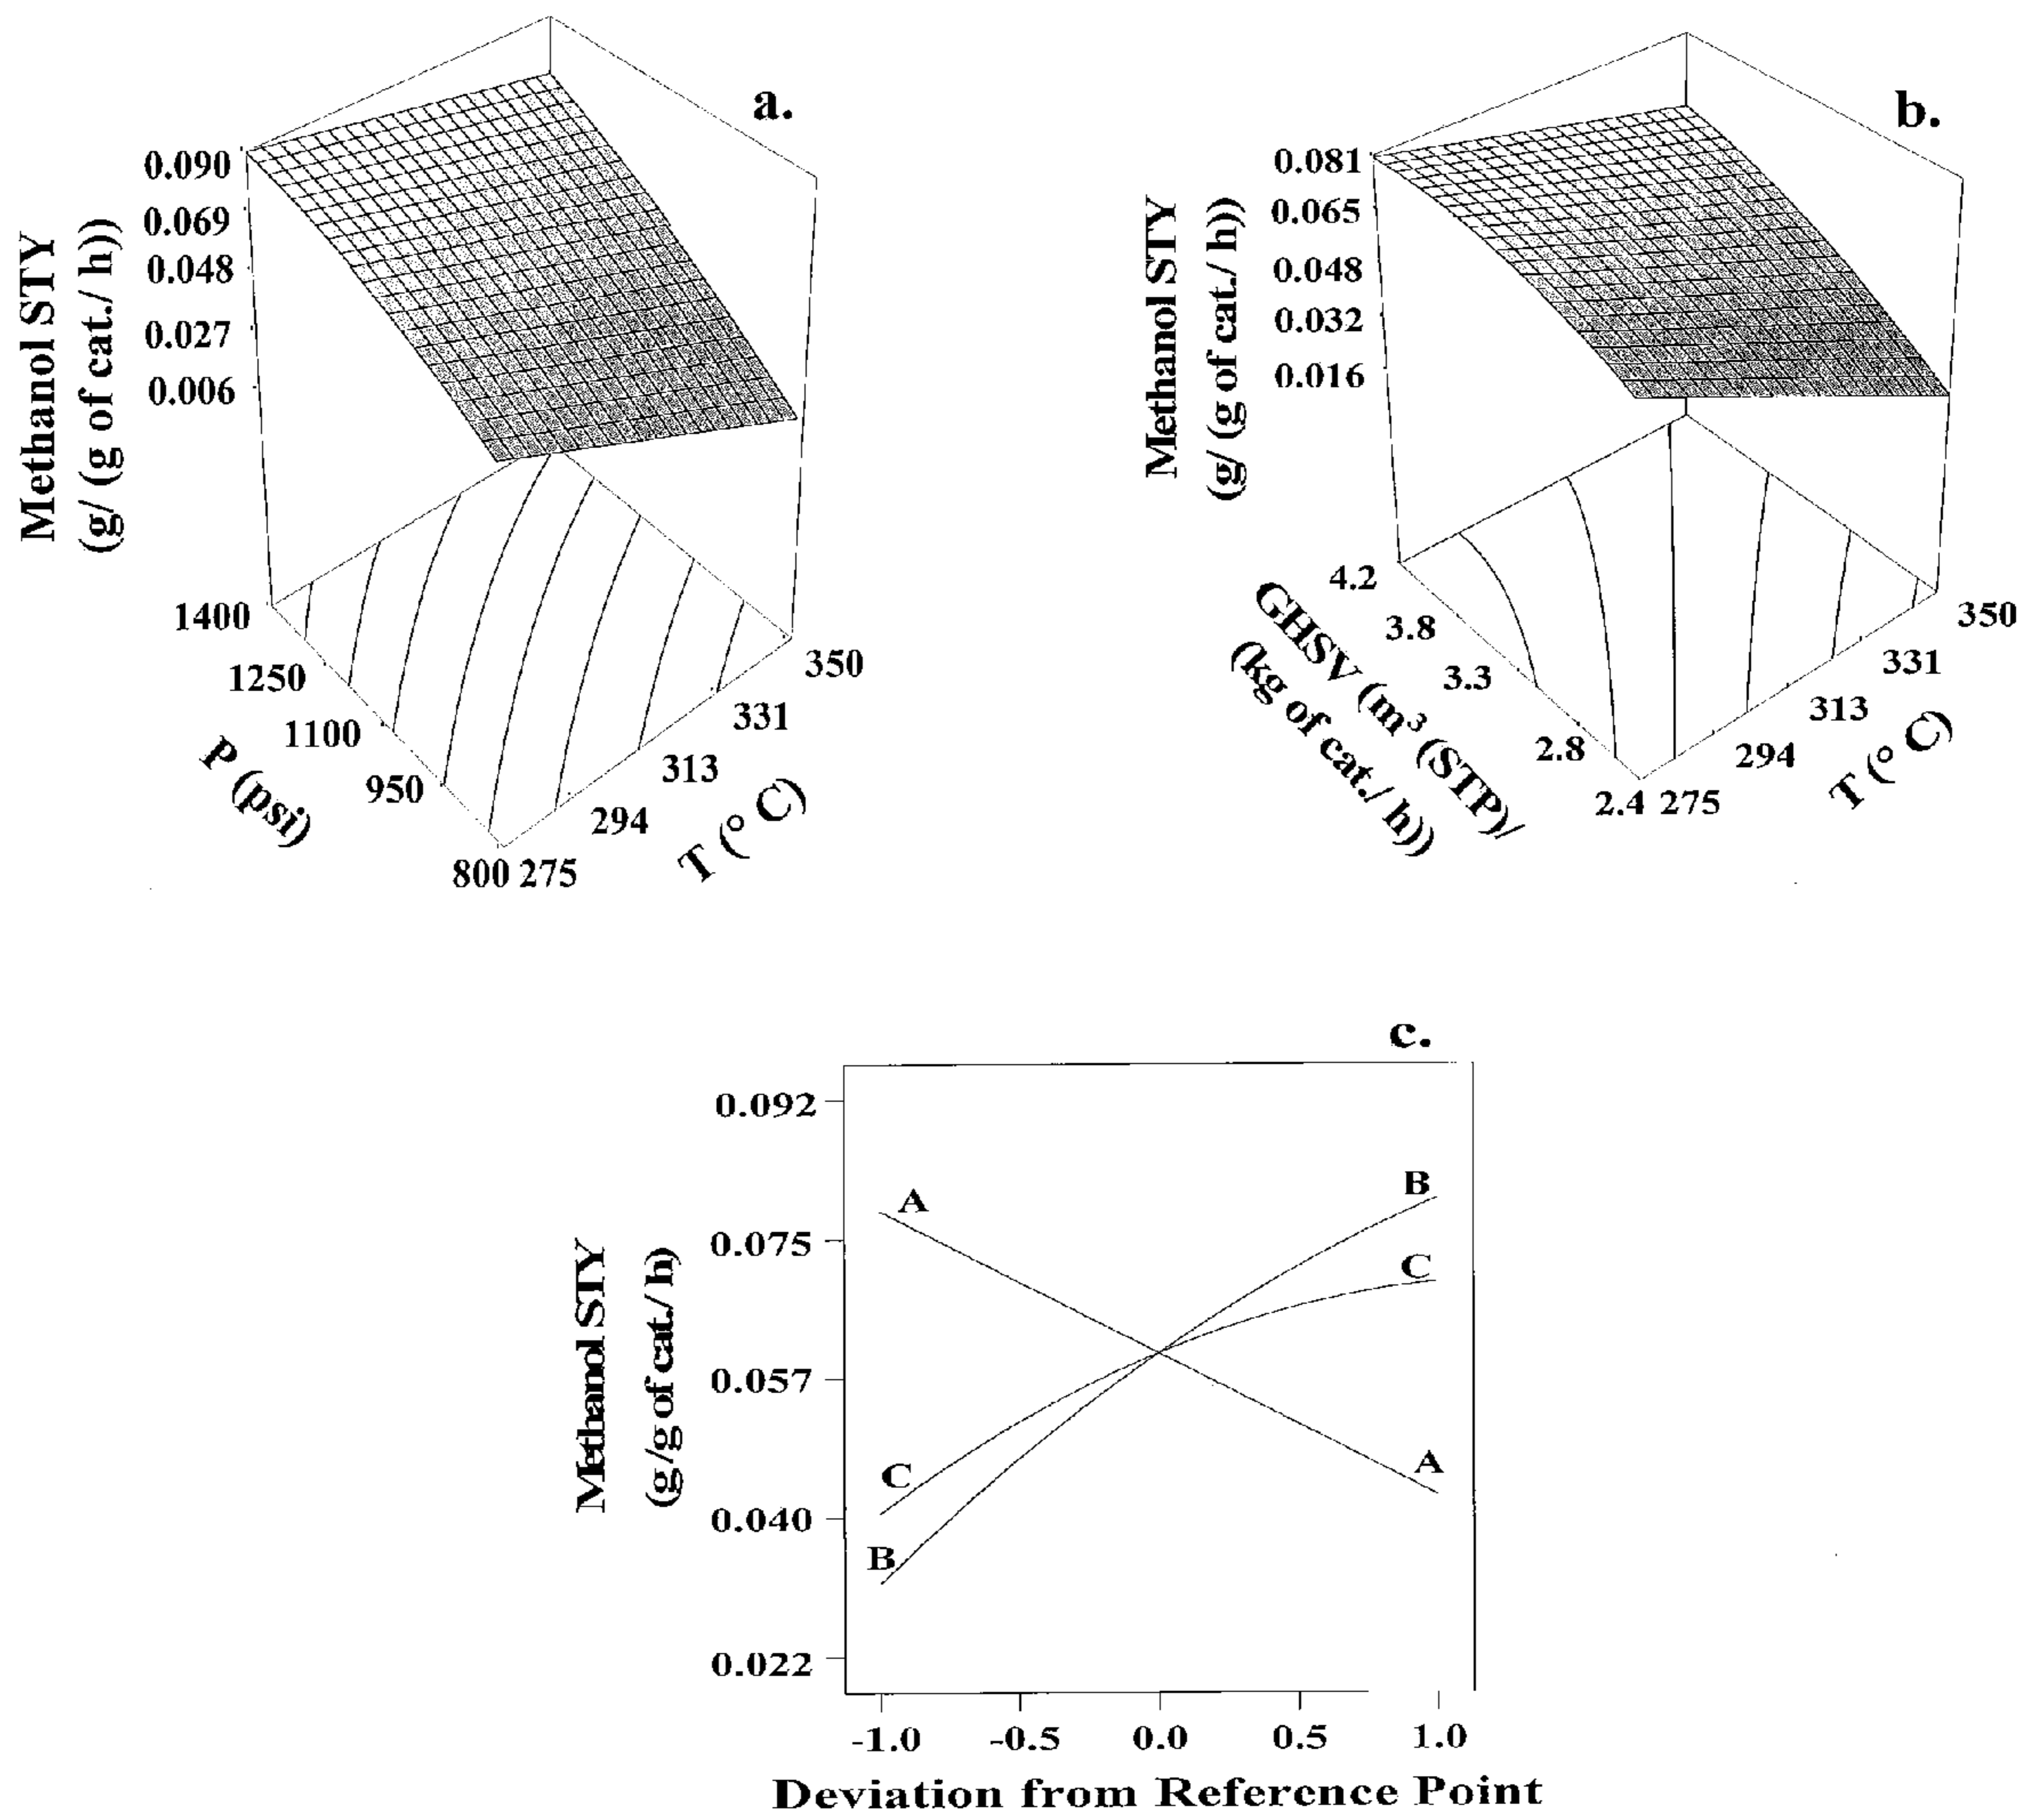 a.
Methanol STY
(g/ (g of cat./ h))
0.090
0.069
0.048
0.027
0.006
1400
1250
1100
950
800
P (psi)
275
294
313
331
350
T (° C)
b.
Methanol STY
(g/ (g of cat./ h))
0.081
0.065
0.048
0.032
0.016
4.2
3.8
3.3
2.8
2.4
GHSV (m³ (STP)/
(kg of cat./ h))
275
294
313
331
350
T (° C)
c.
Methanol STY
(g/g of cat./ h)
0.092
0.075
0.057
0.040
0.022
A
B
C
C
B
A
-1.0
-0.5
0.0
0.5
1.0
Deviation from Reference Point